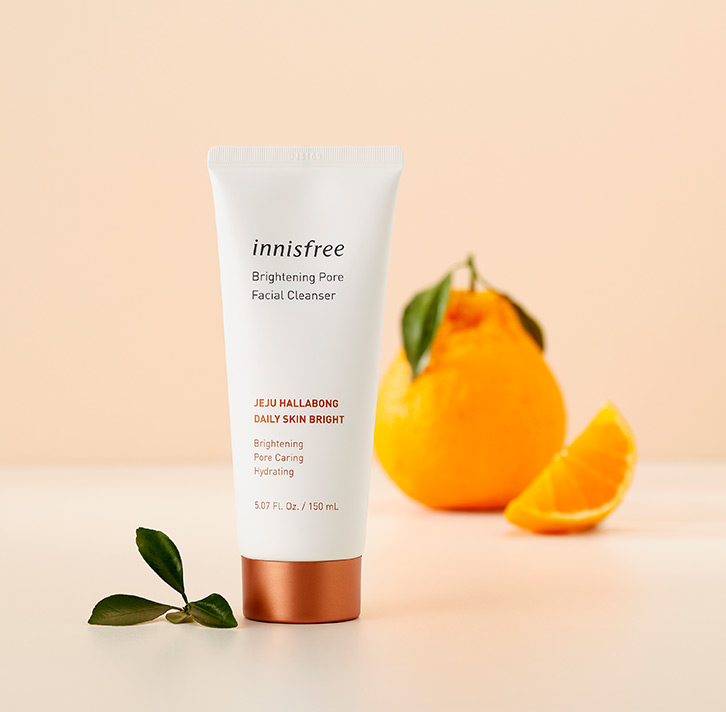 innisfree
Brightening Pore
Facial Cleanser
JEJU HALLABONG
DAILY SKIN BRIGHT
Brightening
Pore Caring
Hydrating
5.07 Fl. Oz. / 150 mL